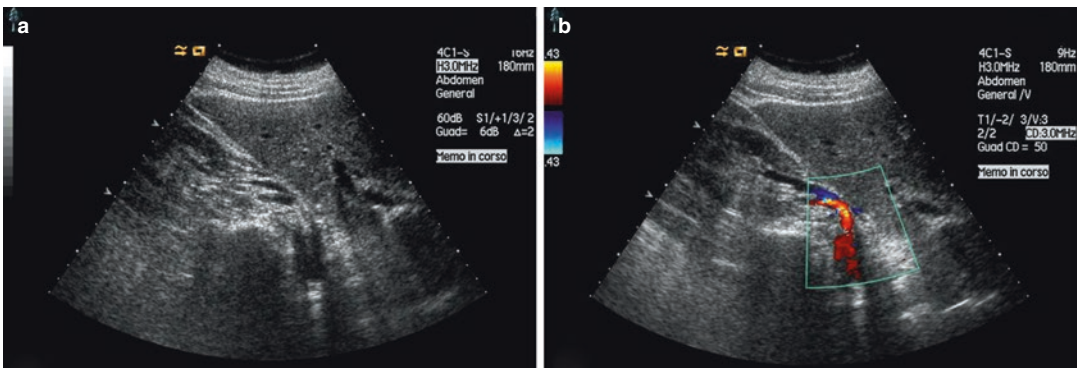 a
4C1-S 16Hz
H3.0MHz 180mm
Abdomen
General
60dB S1/+1/3/2
Guad= 6dB Δ=2
Memo in corso
b
.43
.43
4C1-S 9Hz
H3.0MHz 180mm
Abdomen
General /V
T1/-2/ 3/V:3
2/2 CD:3.0MHz
Guad CD = 50
Memo in corso